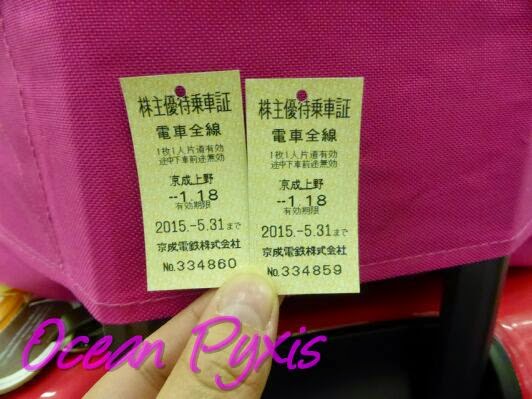 株主優待乗車証
電車全線
1枚1人片道有効
途中下車前途無効
京成上野
--1.18
有効期限
2015.-5.31まで
京成電鉄株式会社
No.334860
株主優待乗車証
電車全線
1枚1人片道有効
途中下車前途無効
京成上野
--1.18
有効期限
2015.-5.31まで
京成電鉄株式会社
No.334859
Ocean Pyxis